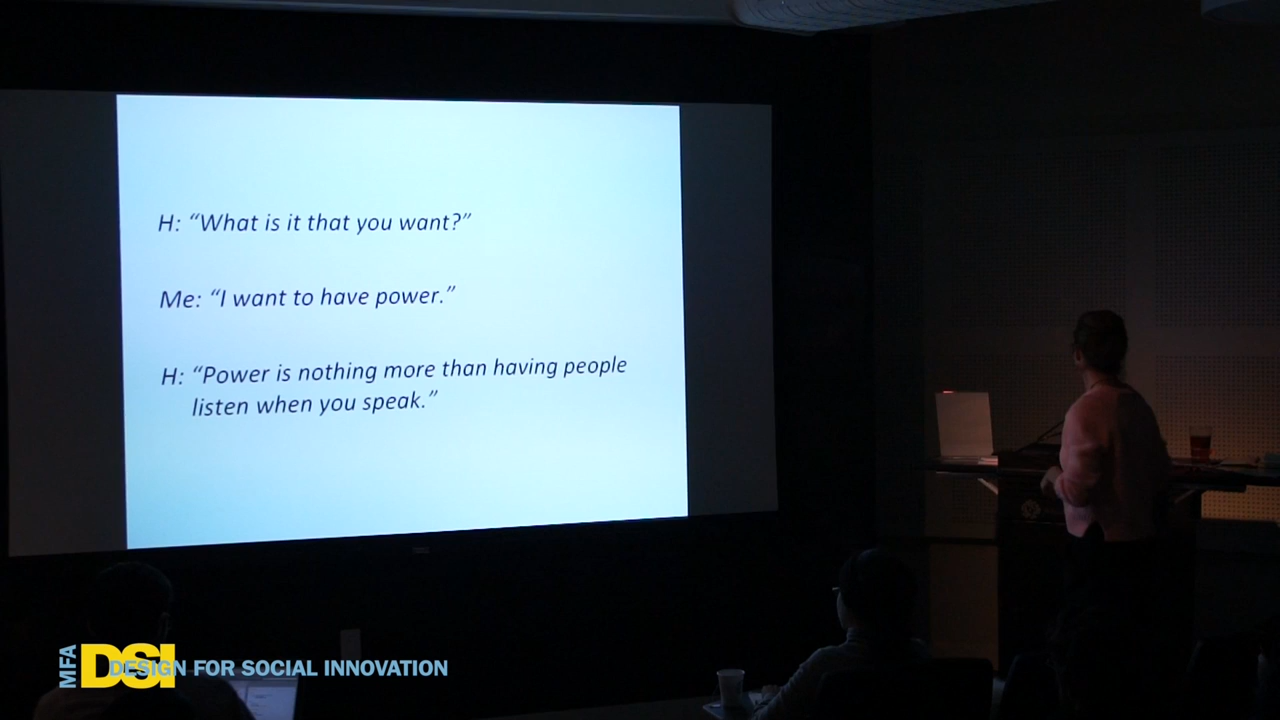 H: “What is it that you want?”
Me: “I want to have power.”
H: “Power is nothing more than having people
listen when you speak.”
MFA DSI DESIGN FOR SOCIAL INNOVATION